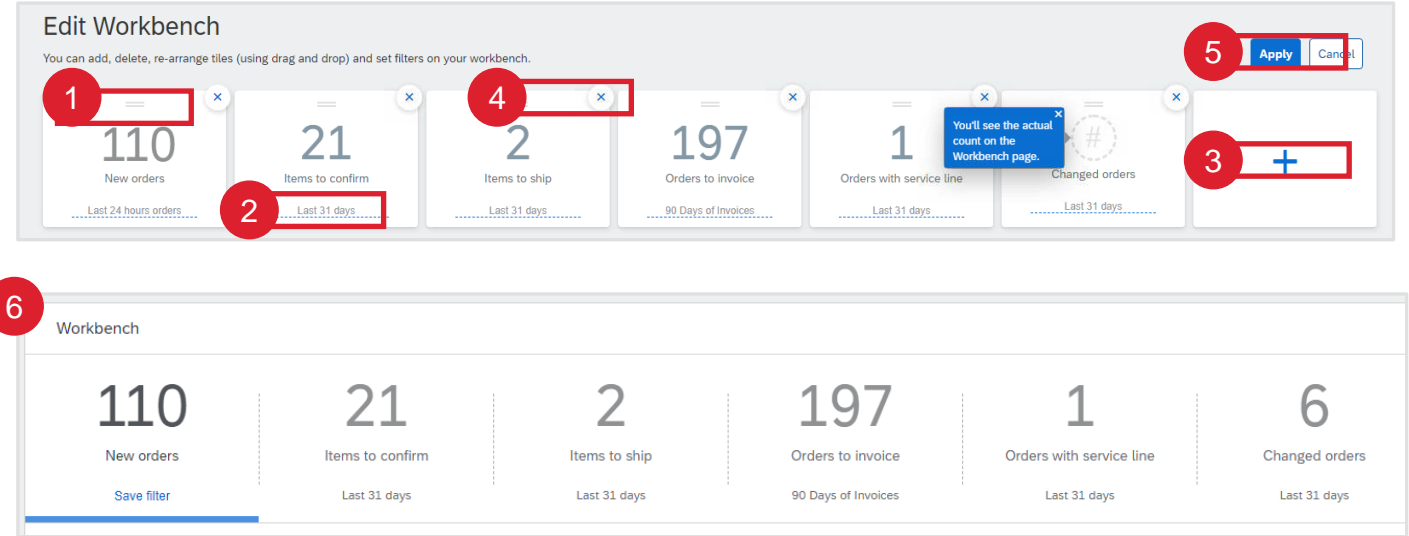 Edit Workbench
You can add, delete, re-arrange tiles (using drag and drop) and set filters on your workbench.
5
Apply
Cancel
1
×
×
4
×
×
×
×
110
New orders
Last 24 hours orders
21
Items to confirm
2
Last 31 days
2
Items to ship
Last 31 days
197
Orders to invoice
90 Days of Invoices
1
Orders with service line
Last 31 days
You'll see the actual
count on the
Workbench page.
×
#
Changed orders
Last 31 days
3
+
6
Workbench
110
New orders
Save filter
21
Items to confirm
Last 31 days
2
Items to ship
Last 31 days
197
Orders to invoice
90 Days of Invoices
1
Orders with service line
Last 31 days
6
Changed orders
Last 31 days